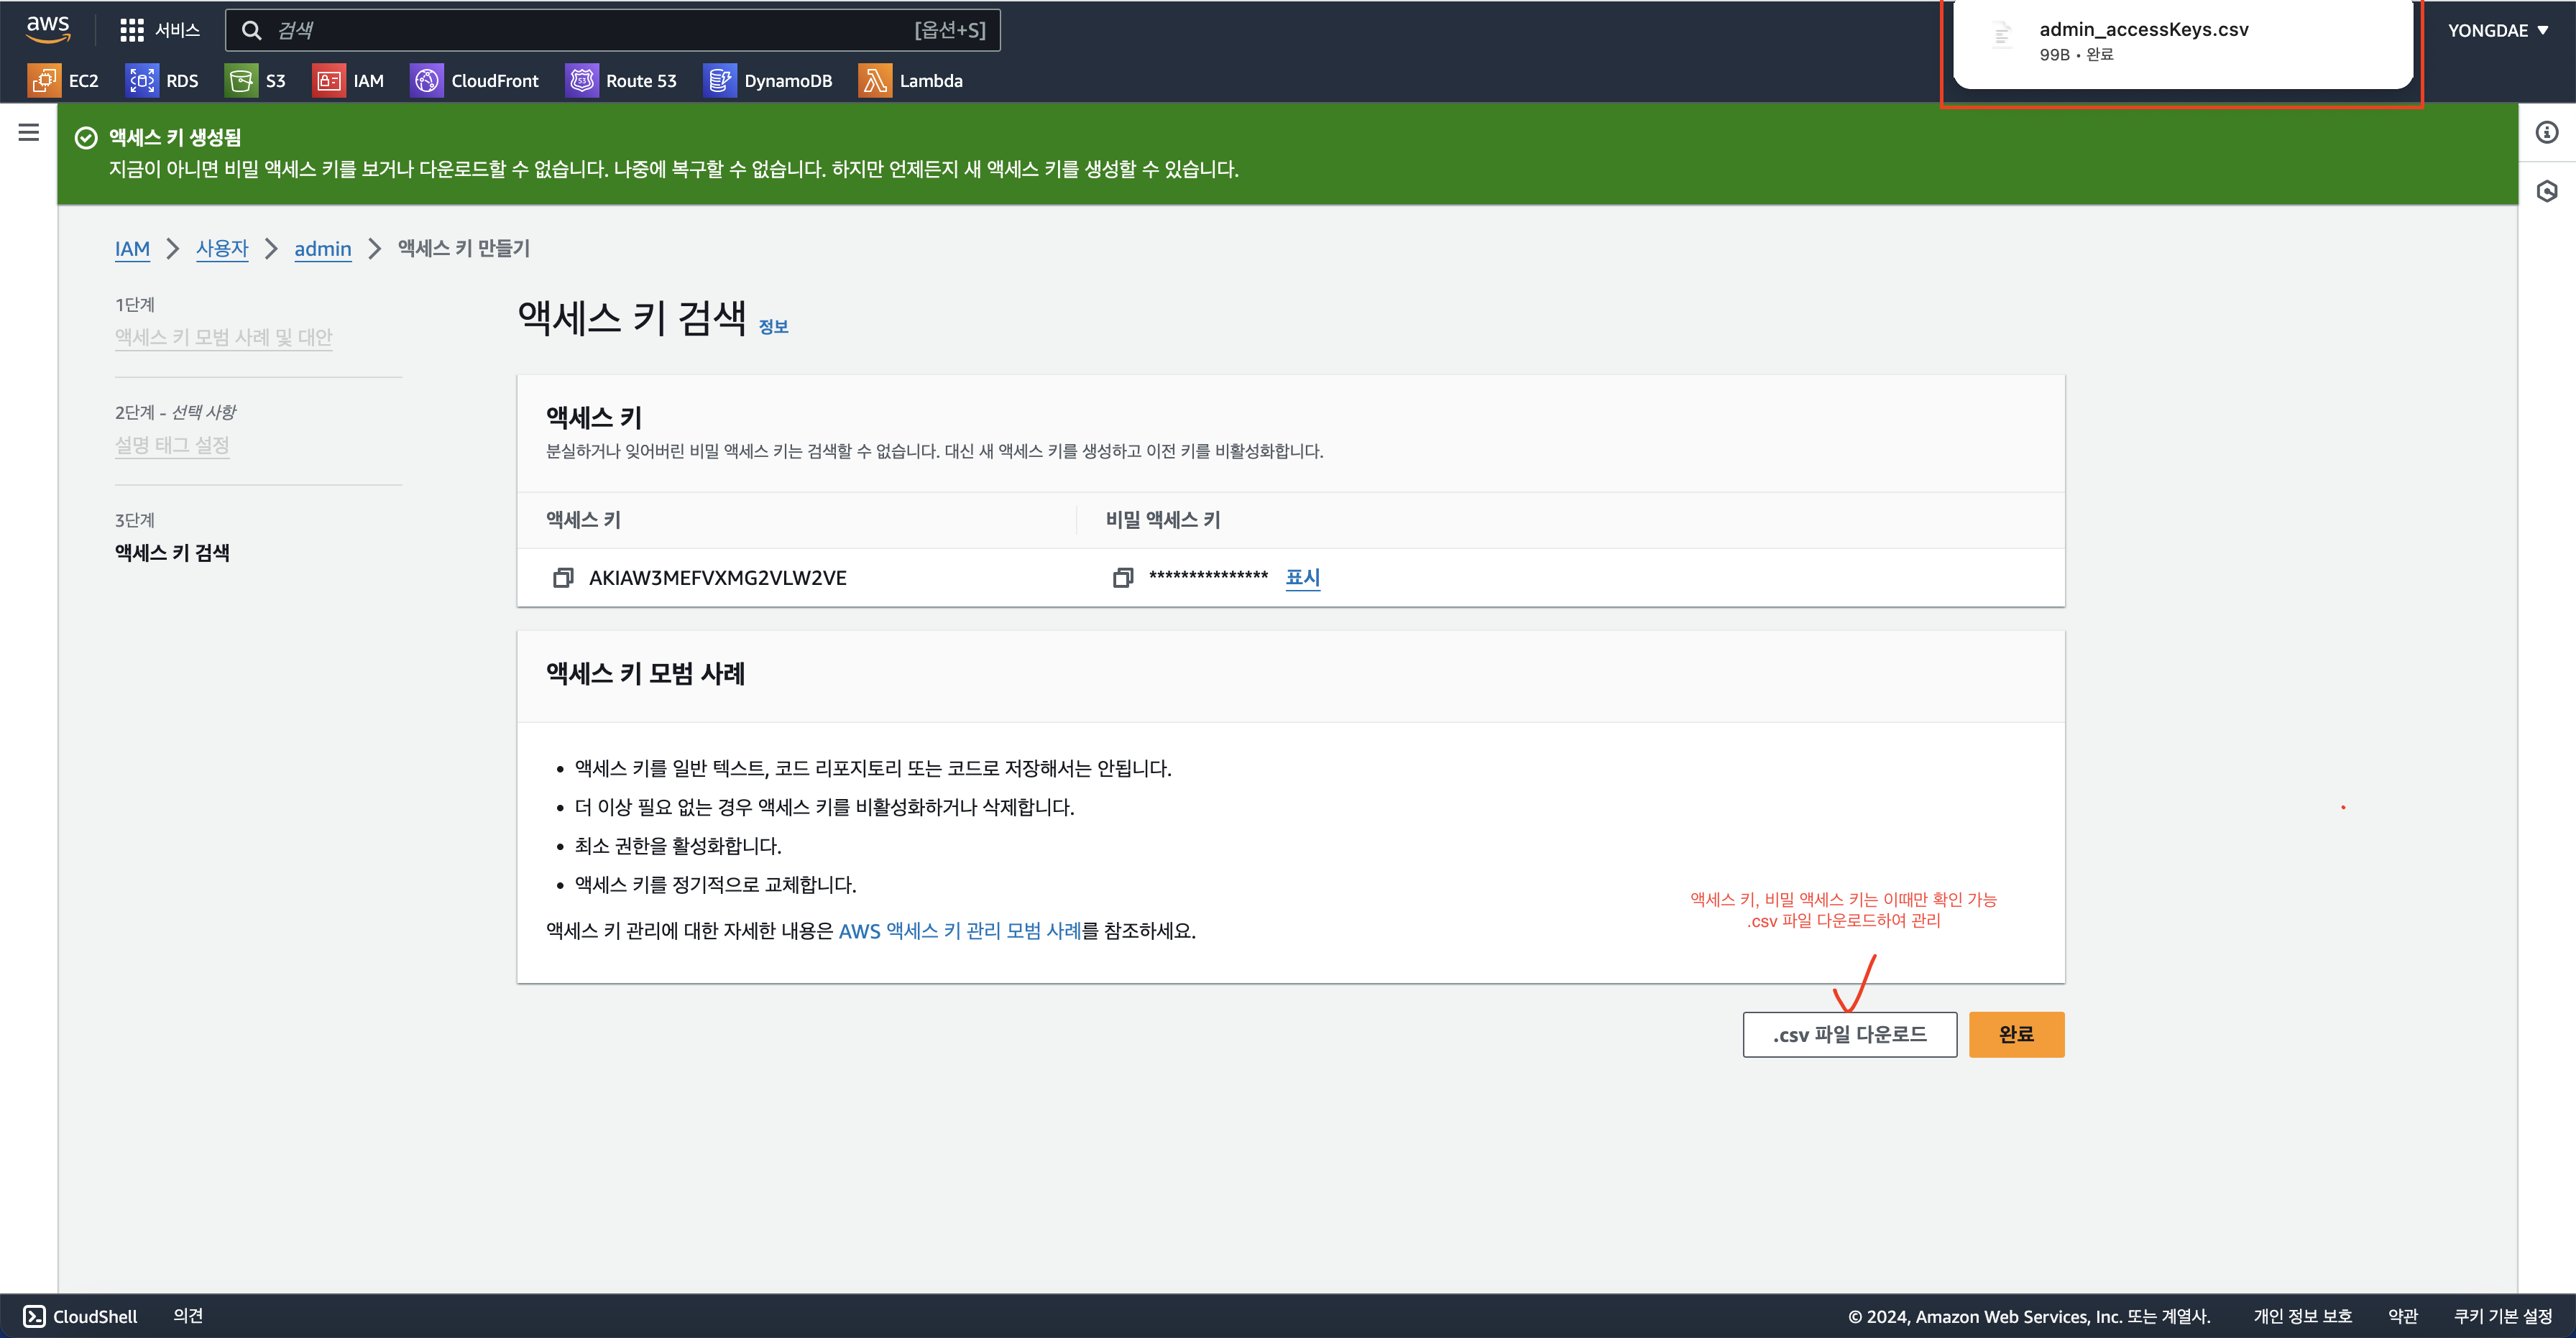 aws
서비스
검색
[옵션+S]
admin_accessKeys.csv
99B • 완료
YONGDAE
EC2
RDS
S3
IAM
CloudFront
Route 53
DynamoDB
Lambda
액세스 키 생성됨
지금이 아니면 비밀 액세스 키를 보거나 다운로드할 수 없습니다. 나중에 복구할 수 없습니다. 하지만 언제든지 새 액세스 키를 생성할 수 있습니다.
IAM > 사용자 > admin > 액세스 키 만들기
1단계
액세스 키 모범 사례 및 대안
2단계 - 선택 사항
설명 태그 설정
3단계
액세스 키 검색
액세스 키 검색 정보
액세스 키
분실하거나 잊어버린 비밀 액세스 키는 검색할 수 없습니다. 대신 새 액세스 키를 생성하고 이전 키를 비활성화합니다.
액세스 키
비밀 액세스 키
AKIAW3MEFVXMG2VLW2VE
*************** 표시
액세스 키 모범 사례
• 액세스 키를 일반 텍스트, 코드 리포지토리 또는 코드로 저장해서는 안됩니다.
• 더 이상 필요 없는 경우 액세스 키를 비활성화하거나 삭제합니다.
• 최소 권한을 활성화합니다.
• 액세스 키를 정기적으로 교체합니다.
액세스 키 관리에 대한 자세한 내용은 AWS 액세스 키 관리 모범 사례를 참조하세요.
액세스 키, 비밀 액세스 키는 이때만 확인 가능
.csv 파일 다운로드하여 관리
.csv 파일 다운로드
완료
CloudShell
의견
© 2024, Amazon Web Services, Inc. 또는 계열사.
개인 정보 보호
약관
쿠키 기본 설정